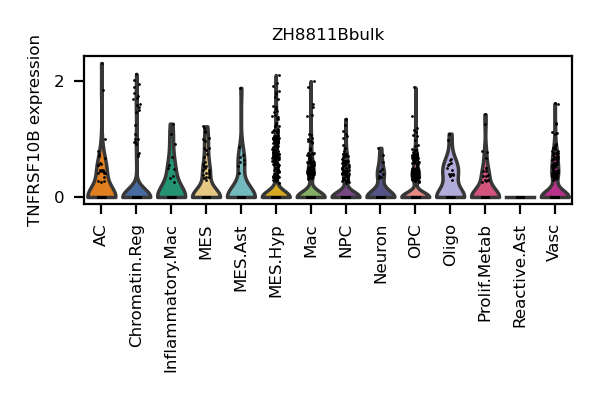 ZH8811Bbulk
TNFRSF10B expression
2
0
AC
Chromatin.Reg
Inflammatory.Mac
MES
MES.Ast
MES.Hyp
Mac
NPC
Neuron
OPC
Oligo
Prolif.Metab
Reactive.Ast
Vasc